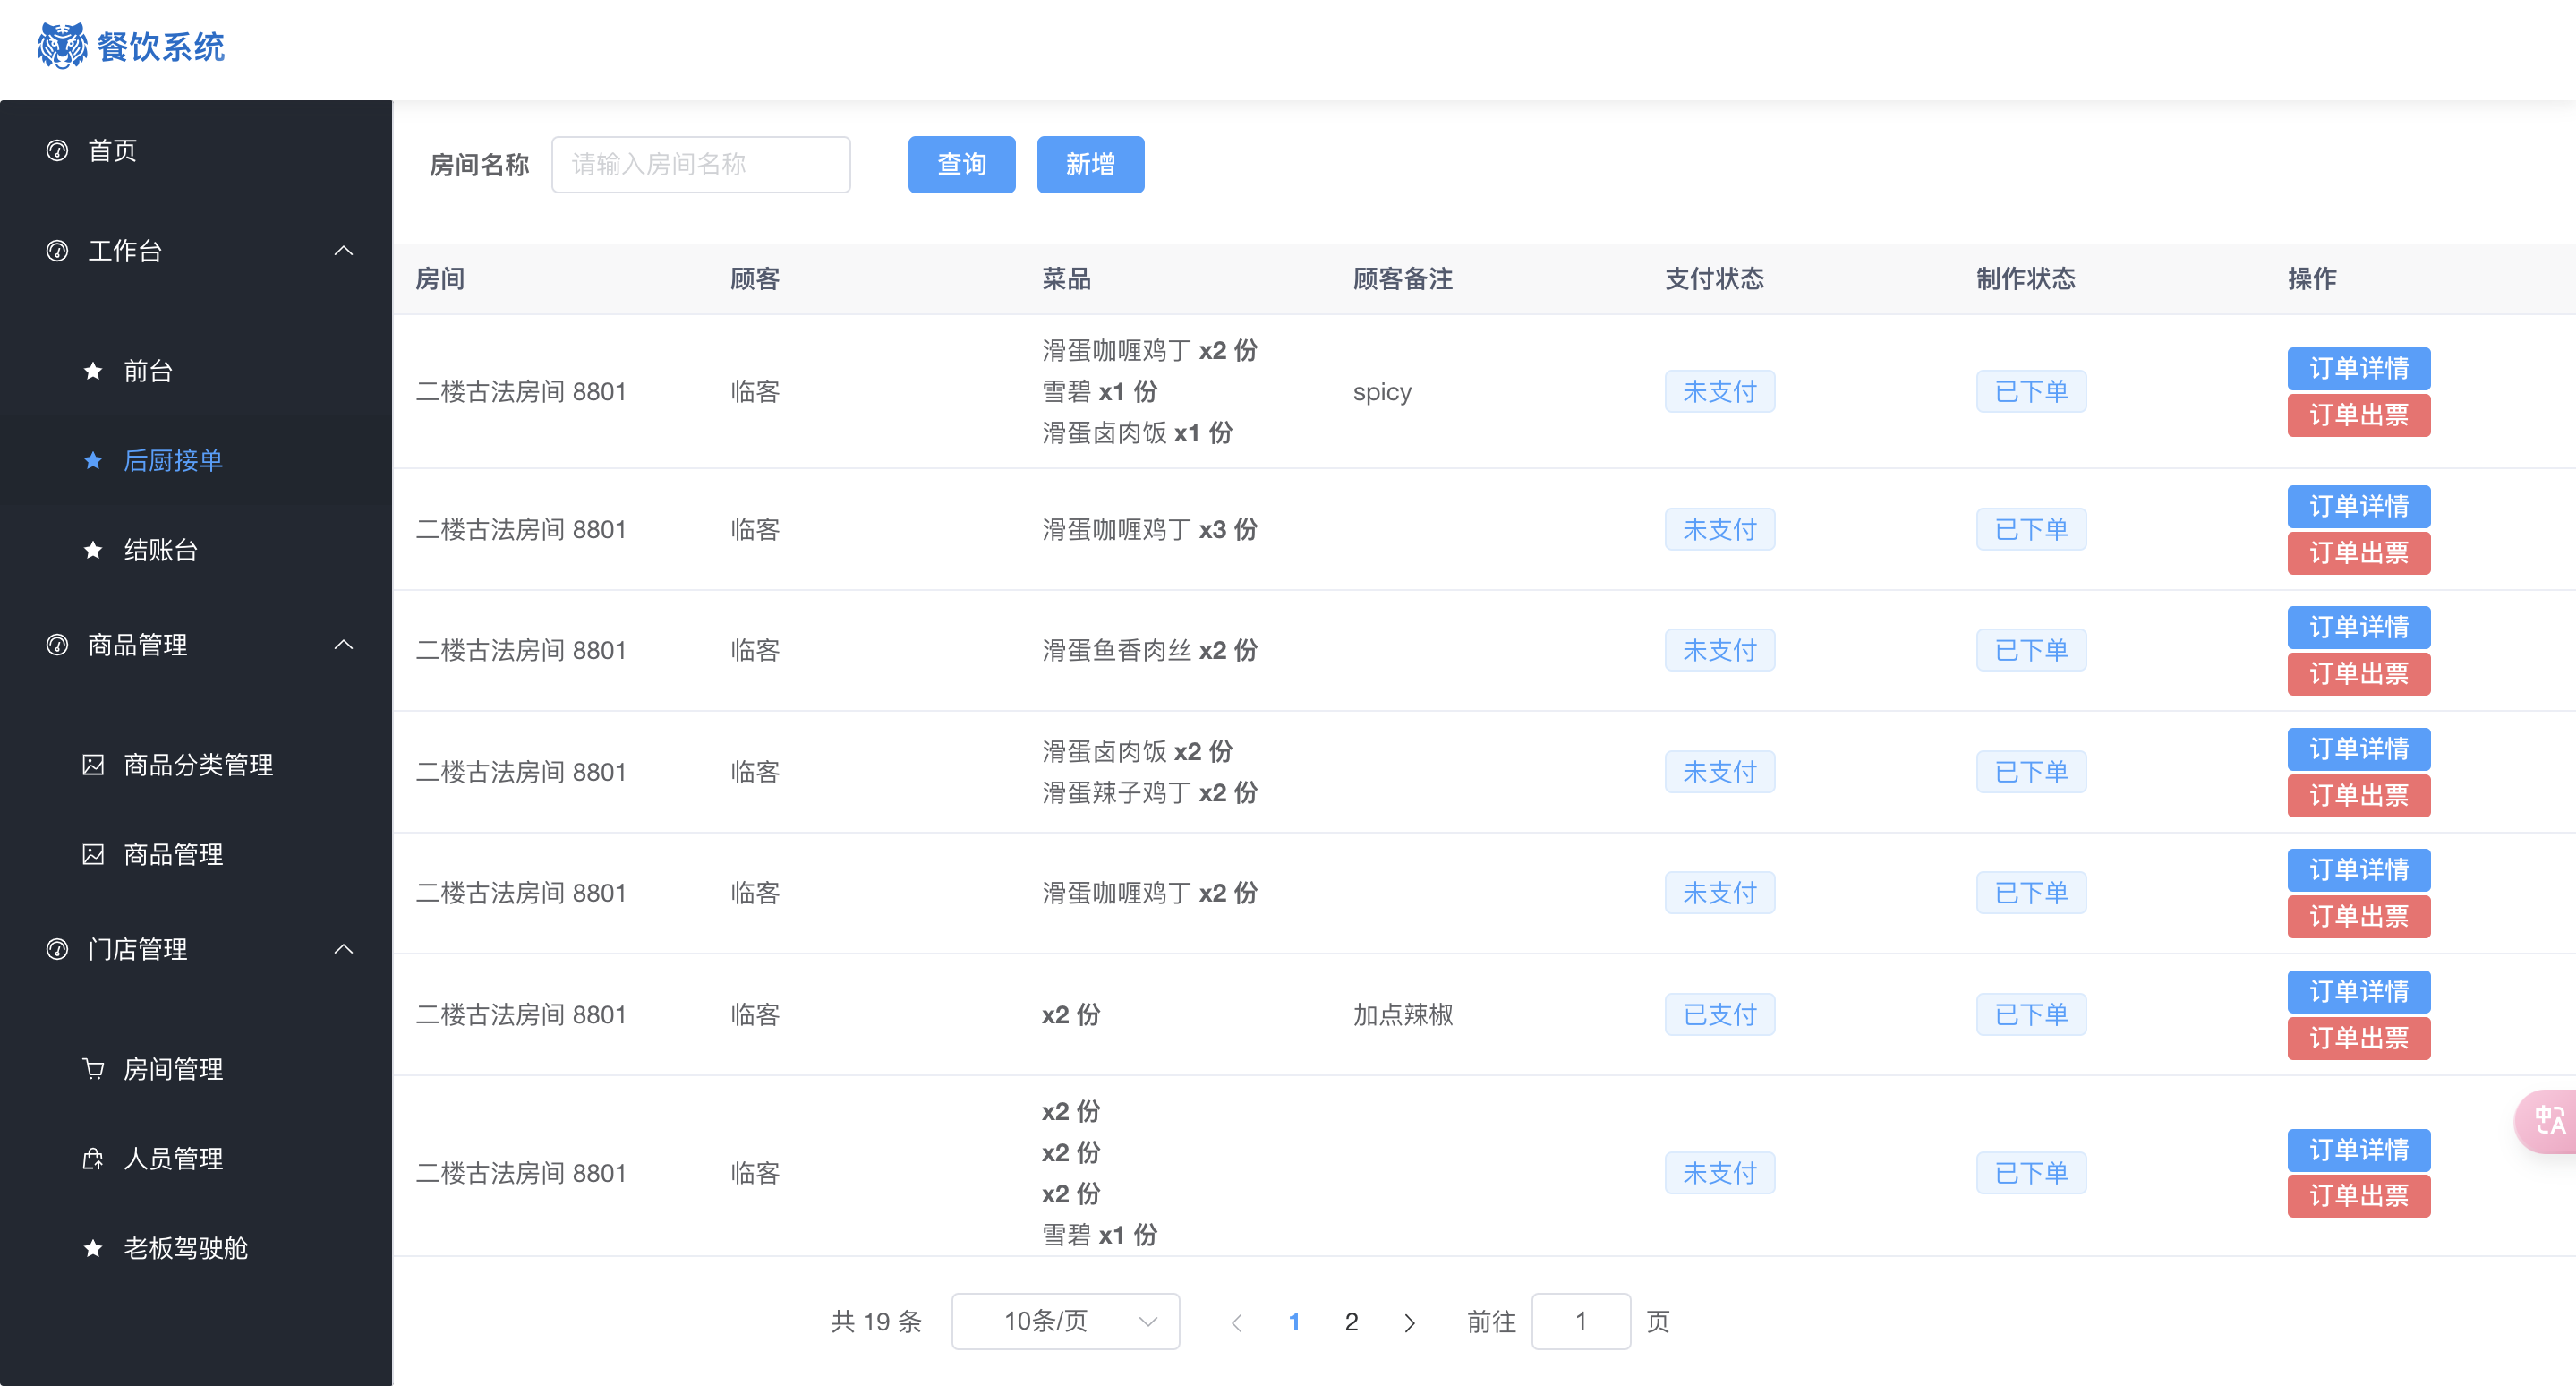 餐饮系统
首页
工作台
前台
后厨接单
结账台
商品管理
商品分类管理
商品管理
门店管理
房间管理
人员管理
老板驾驶舱
房间名称 请输入房间名称 查询 新增
房间 顾客 菜品 顾客备注 支付状态 制作状态 操作
二楼古法房间 8801 临客
滑蛋咖喱鸡丁 x2 份
雪碧 x1 份
滑蛋卤肉饭 x1 份
spicy 未支付 已下单
订单详情
订单出票
二楼古法房间 8801 临客 滑蛋咖喱鸡丁 x3 份 未支付 已下单
订单详情
订单出票
二楼古法房间 8801 临客 滑蛋鱼香肉丝 x2 份 未支付 已下单
订单详情
订单出票
二楼古法房间 8801 临客
滑蛋卤肉饭 x2 份
滑蛋辣子鸡丁 x2 份
未支付 已下单
订单详情
订单出票
二楼古法房间 8801 临客 滑蛋咖喱鸡丁 x2 份 未支付 已下单
订单详情
订单出票
二楼古法房间 8801 临客 x2 份 加点辣椒 已支付 已下单
订单详情
订单出票
二楼古法房间 8801 临客
x2 份
x2 份
x2 份
雪碧 x1 份
未支付 已下单
订单详情
订单出票
中A
共 19 条 10条/页 1 2 前往 1 页